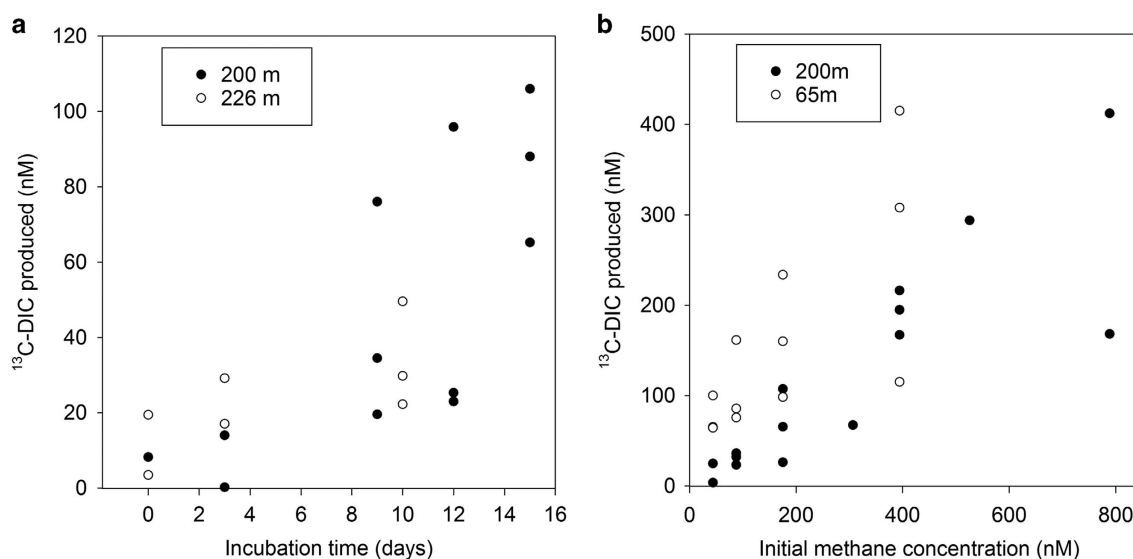 a
120
100
80
60
40
20
0
¹³C-DIC produced (nM)
200 m
226 m
0 2 4 6 8 10 12 14 16
Incubation time (days)
b
500
400
300
200
100
0
¹³C-DIC produced (nM)
200m
65m
0 200 400 600 800
Initial methane concentration (nM)